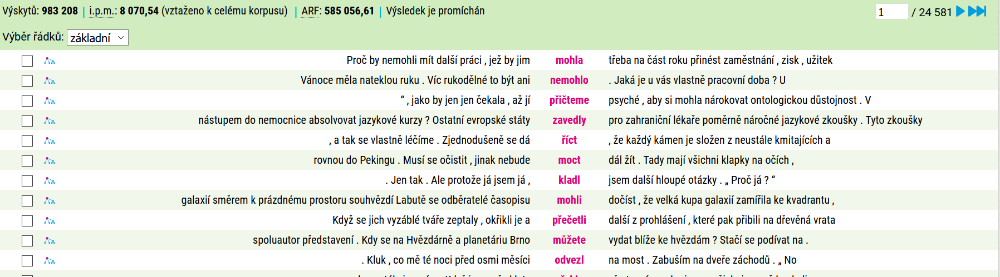 Výskytů: 983 208 | i.p.m.: 8 070,54 (vztaženo k celému korpusu) | ARF: 585 056,61 | Výsledek je promíchán 1 / 24 581
Výběr řádků: základní
Proč by nemohli mít další práci , jež by jim mohla třeba na část roku přinést zaměstnání , zisk , užitek
Vánoce měla nateklou ruku . Víc rukodělné to být ani nemohlo . Jaká je u vás vlastně pracovní doba ? U
“ , jako by jen jen čekala , až jí přičteme psyché , aby si mohla nárokovat ontologickou důstojnost . V
nástupem do nemocnice absolvovat jazykové kurzy ? Ostatní evropské státy zavedly pro zahraniční lékaře poměrně náročné jazykové zkoušky . Tyto zkoušky
, a tak se vlastně léčíme . Zjednodušeně se dá říct , že každý kámen je složen z neustále kmitajících a
rovnou do Pekingu . Musí se očistit , jinak nebude moct dál žít . Tady mají všichni klapky na očích ,
. Jen tak . Ale protože já jsem já , kladl jsem další hloupé otázky . „ Proč já ? “
galaxií směrem k prázdnému prostoru souhvězdí Labutě se odběratelé časopisu mohli dočíst , že velká kupa galaxií zamířila ke kvadrantu ,
Když se jich vyzáblé tváře zeptaly , okřikli je a přečetli další z prohlášení , které pak přibili na dřevěná vrata
spoluautor představení . Kdy se na Hvězdárně a planetáriu Brno můžete vydat blíže ke hvězdám ? Stačí se podívat na .
. Kluk , co mě té noci před osmi měsíci odvezl na most . Zabuším na dveře záchodů . „ No